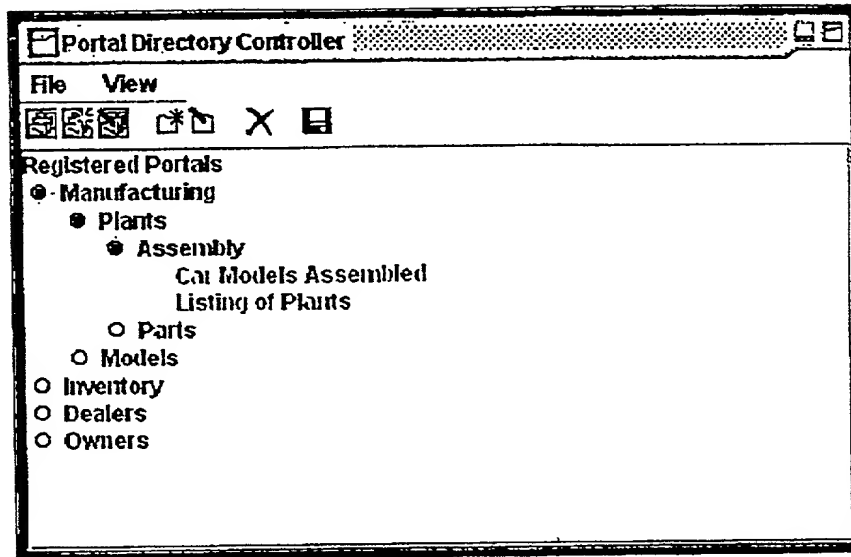 Portal Directory Controller
File View
Registered Portals
Manufacturing
Plants
Assembly
Car Models Assembled
Listing of Plants
Parts
Models
Inventory
Dealers
Owners